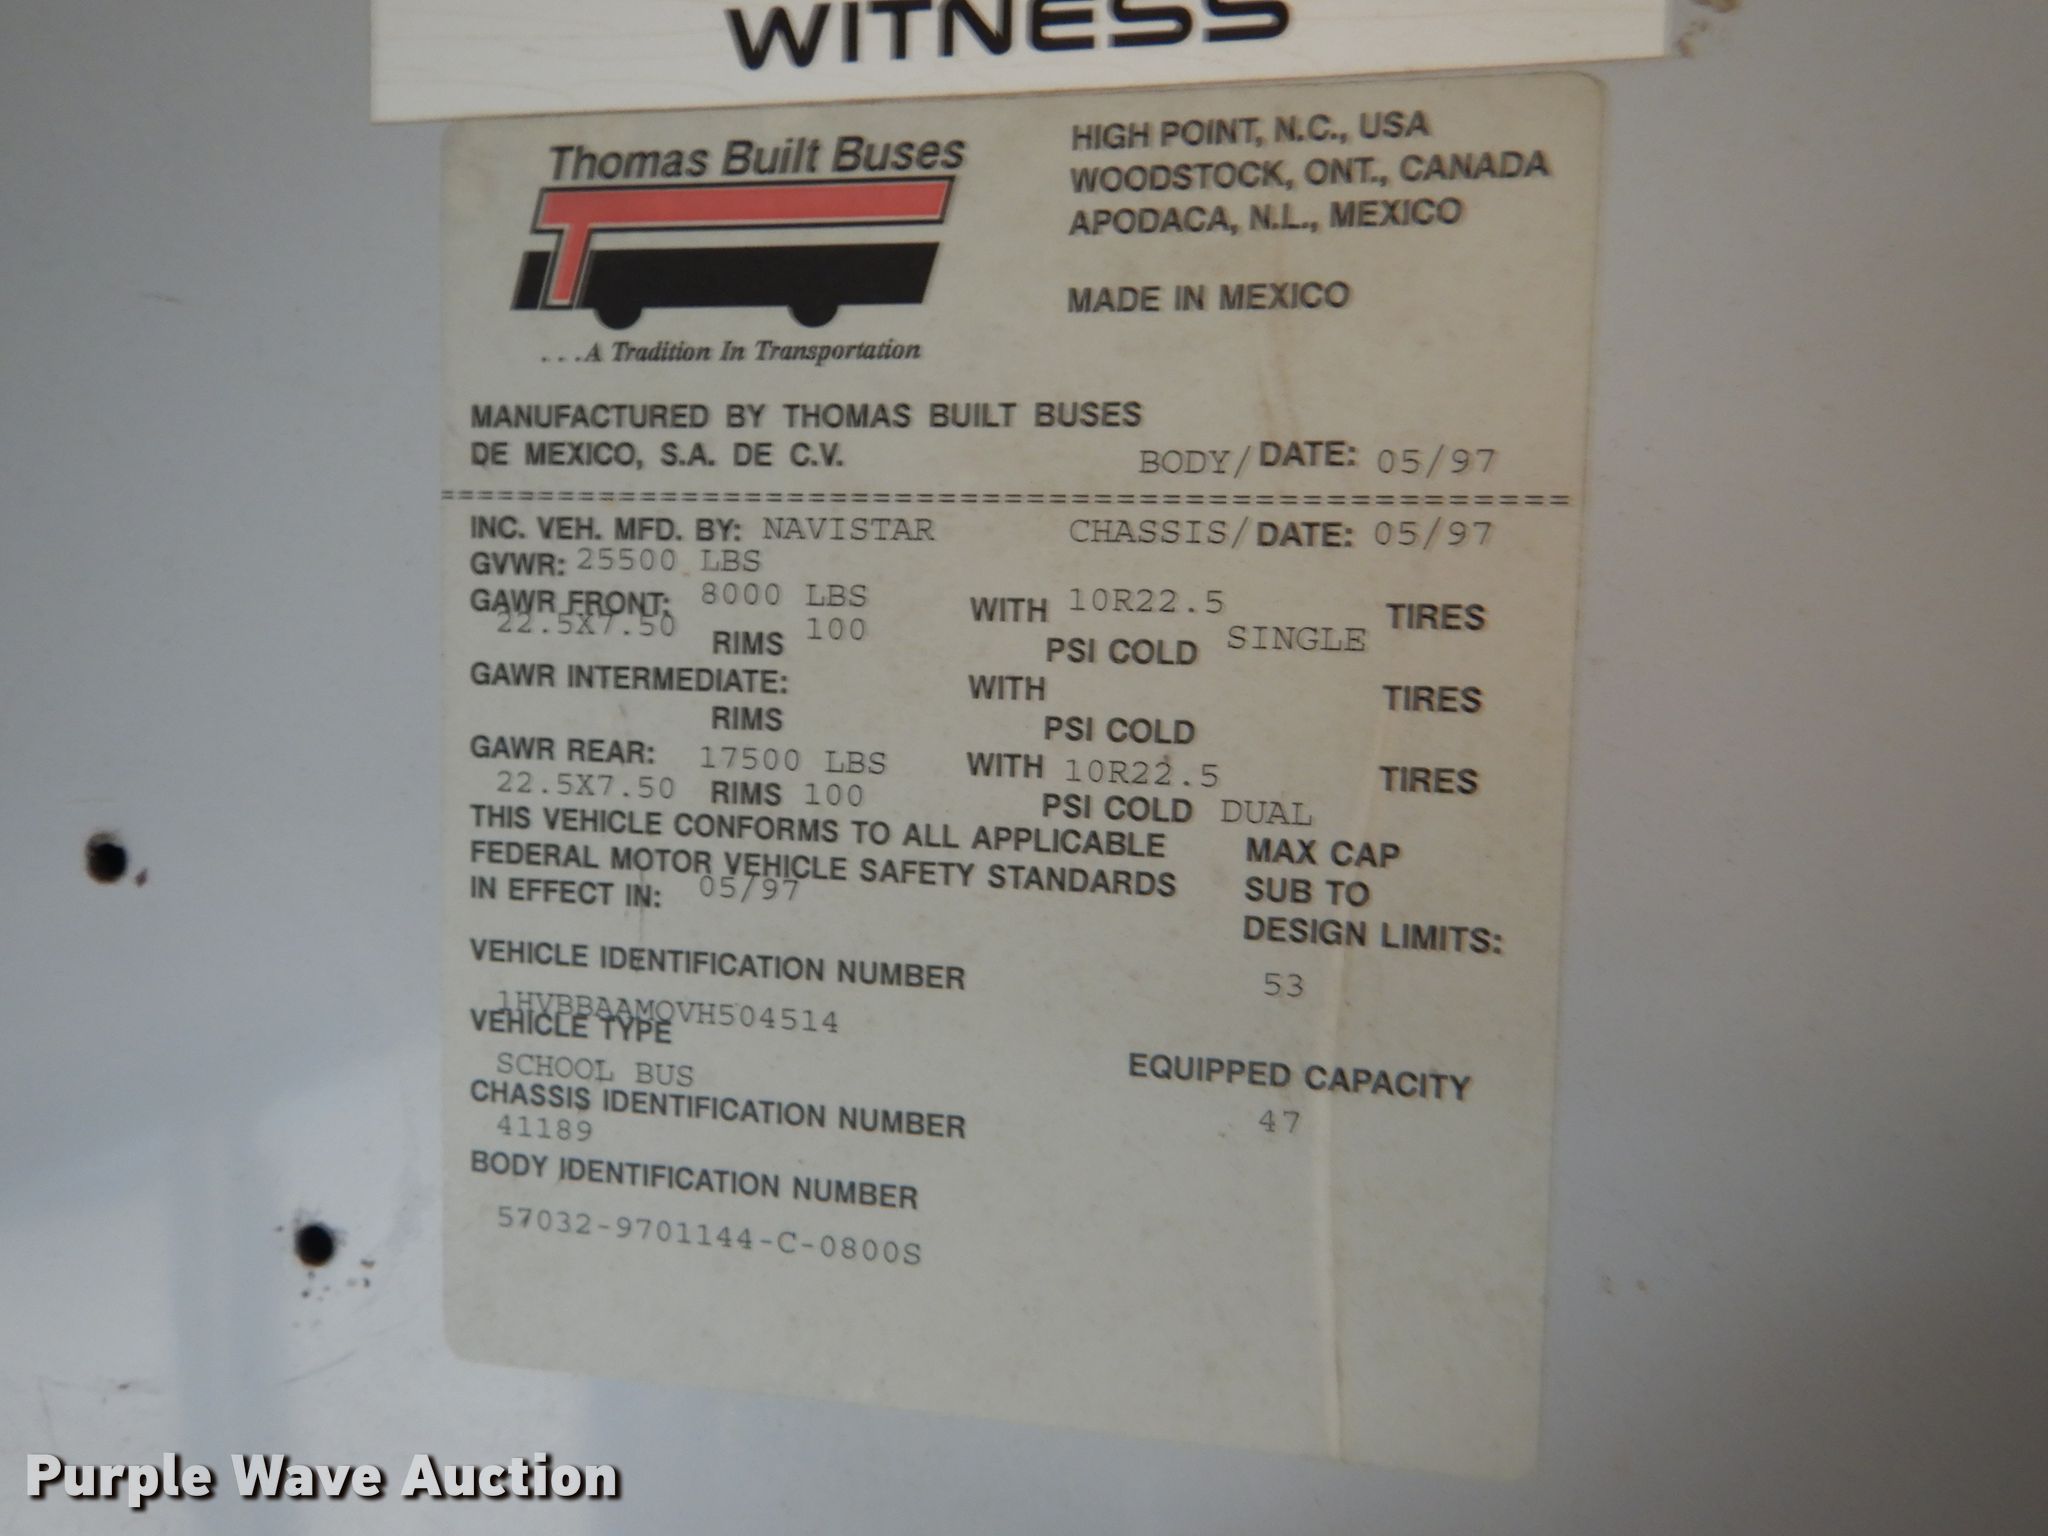 WITNESS
Thomas Built Buses
...A Tradition In Transportation
HIGH POINT, N.C., USA
WOODSTOCK, ONT., CANADA
APODACA, N.L., MEXICO
MADE IN MEXICO
MANUFACTURED BY THOMAS BUILT BUSES
DE MEXICO, S.A. DE C.V. BODY/DATE: 05/97
================================================
INC. VEH. MFD. BY: NAVISTAR CHASSIS/DATE: 05/97
GVWR: 25500 LBS
GAWR FRONT: 8000 LBS WITH 10R22.5 TIRES
22.5X7.50 RIMS 100 PSI COLD SINGLE
GAWR INTERMEDIATE: WITH TIRES
RIMS PSI COLD
GAWR REAR: 17500 LBS WITH 10R22.5 TIRES
22.5X7.50 RIMS 100 PSI COLD DUAL
THIS VEHICLE CONFORMS TO ALL APPLICABLE
FEDERAL MOTOR VEHICLE SAFETY STANDARDS
IN EFFECT IN: 05/97
MAX CAP
SUB TO
DESIGN LIMITS:
53
VEHICLE IDENTIFICATION NUMBER
1HVBBAAMOVH504514
VEHICLE TYPE
SCHOOL BUS
EQUIPPED CAPACITY
47
CHASSIS IDENTIFICATION NUMBER
41189
BODY IDENTIFICATION NUMBER
57032-9701144-C-0800S
Purple Wave Auction